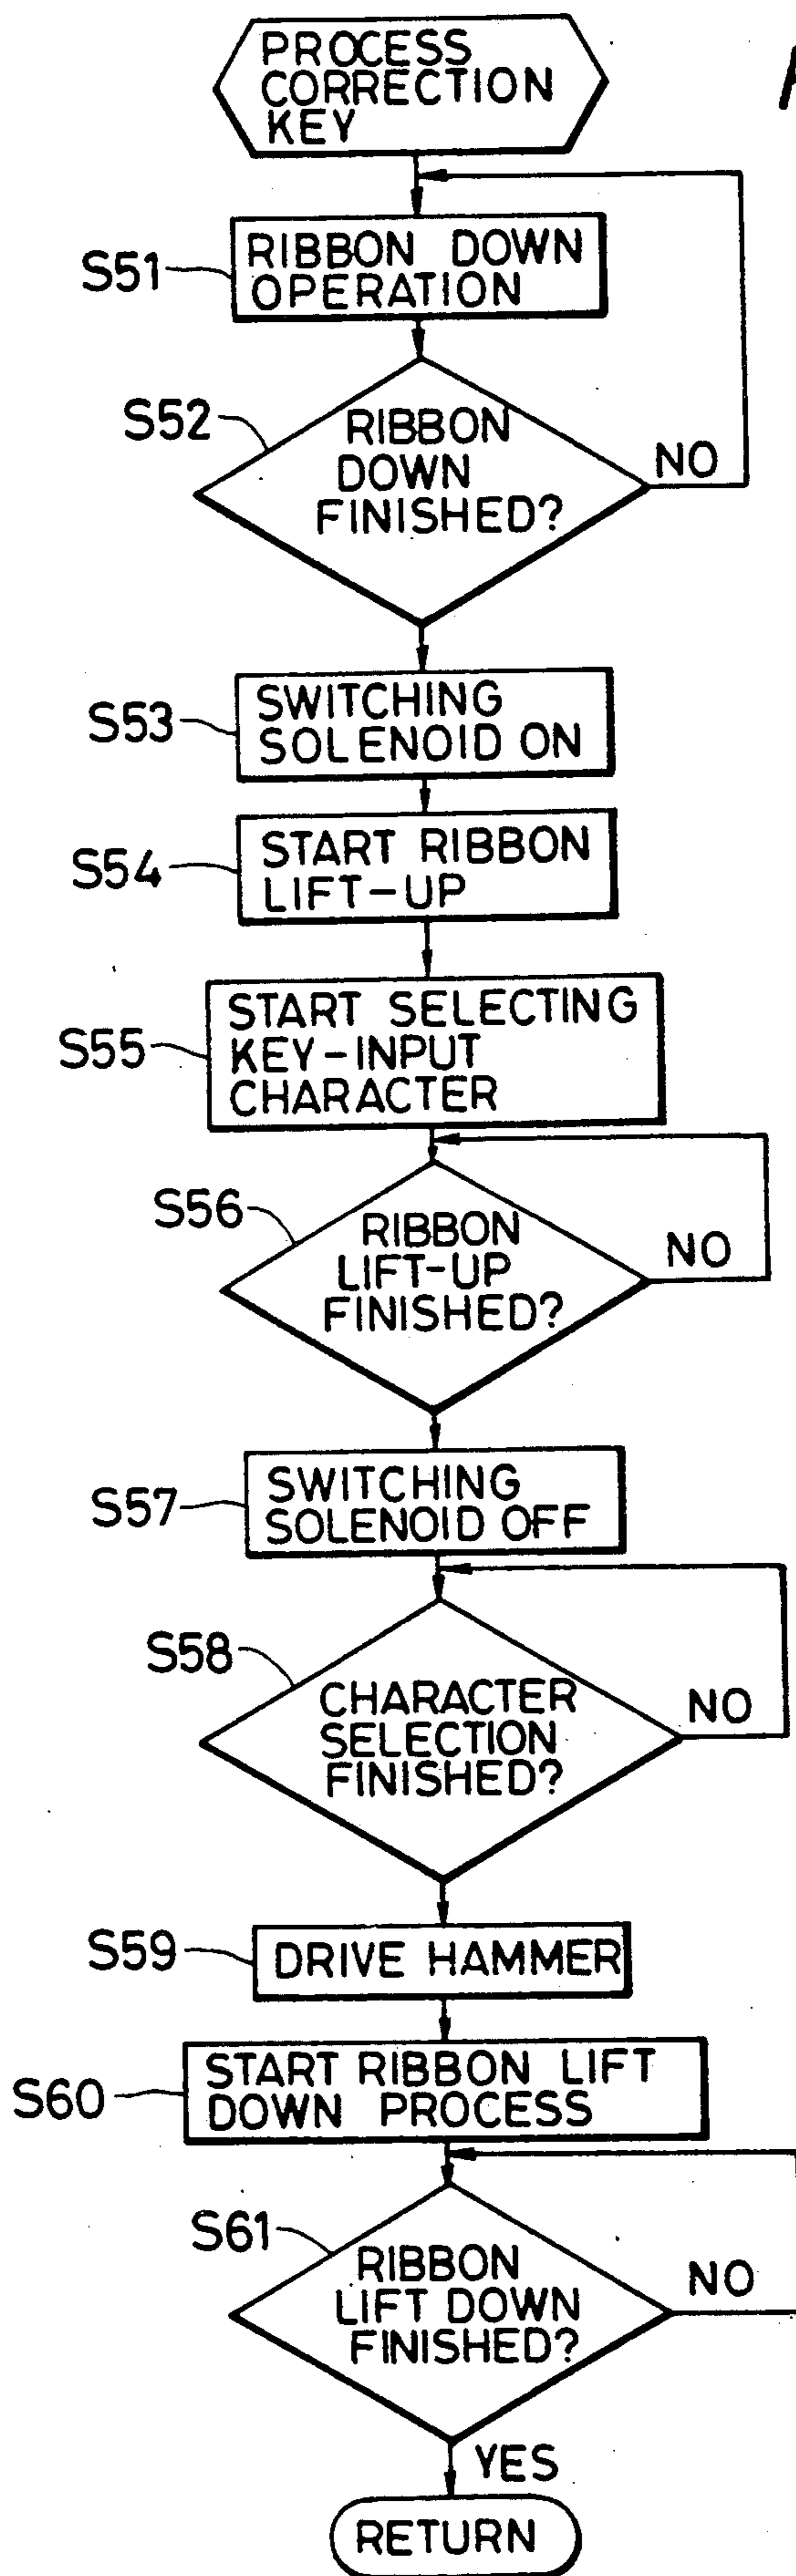 PROCESS
CORRECTION
KEY
S51
RIBBON DOWN
OPERATION
S52
RIBBON
DOWN
FINISHED?
NO
S53
SWITCHING
SOLENOID ON
S54
START RIBBON
LIFT-UP
S55
START SELECTING
KEY-INPUT
CHARACTER
S56
RIBBON
LIFT-UP
FINISHED?
NO
S57
SWITCHING
SOLENOID OFF
S58
CHARACTER
SELECTION
FINISHED?
NO
S59
DRIVE HAMMER
S60
START RIBBON LIFT
DOWN PROCESS
S61
RIBBON
LIFT DOWN
FINISHED?
NO
YES
RETURN